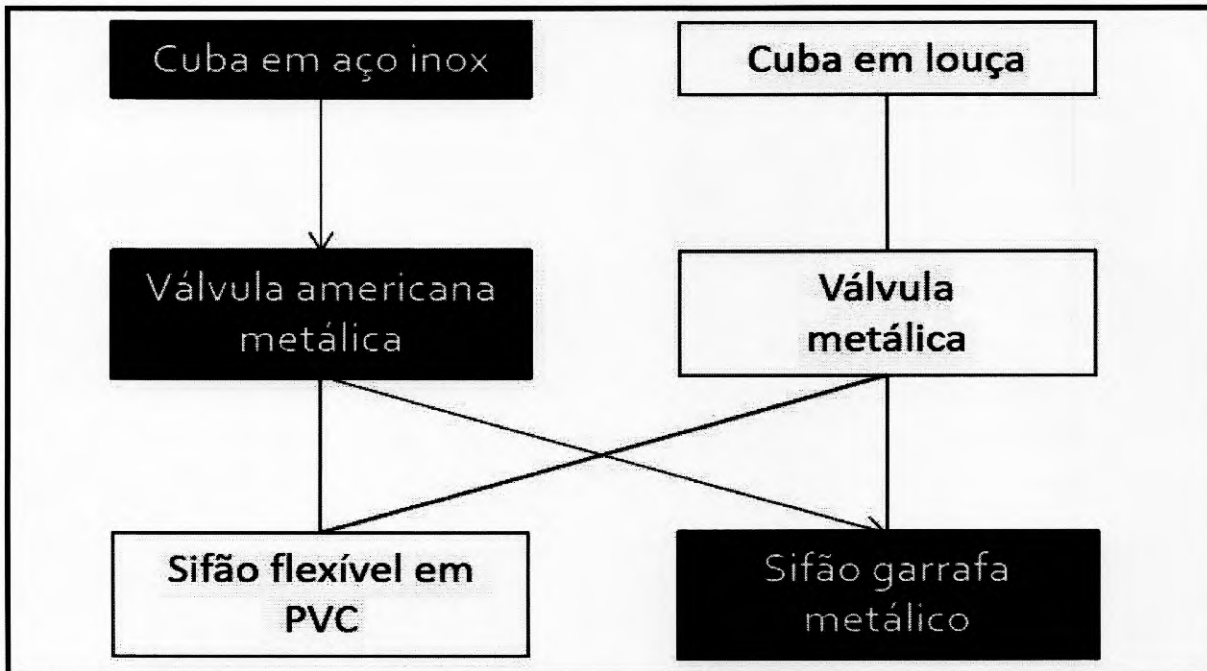 Cuba em aço inox
Cuba em louça
Válvula americana
metálica
Válvula
metálica
Sifão flexível em
PVC
Sifão garrafa
metálico